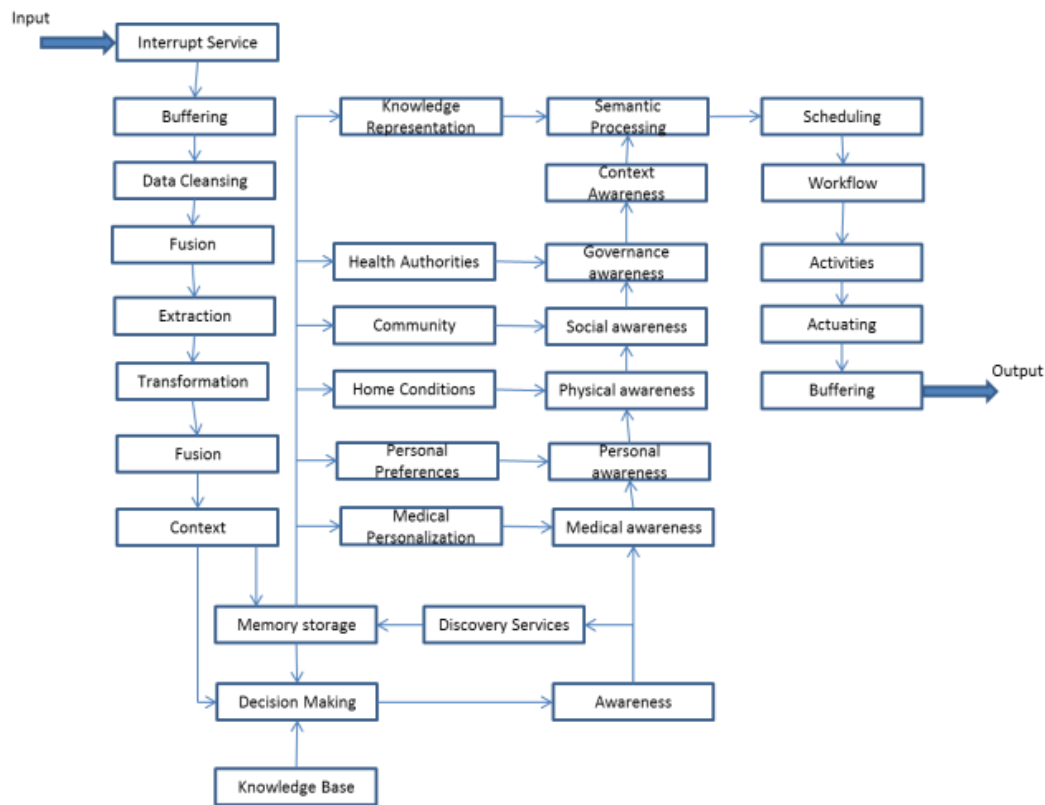 Input
Interrupt Service
Buffering
Data Cleansing
Fusion
Extraction
Transformation
Fusion
Context
Memory storage
Decision Making
Knowledge Base
Knowledge
Representation
Health Authorities
Community
Home Conditions
Personal
Preferences
Medical
Personalization
Discovery Services
Semantic
Processing
Context
Awareness
Governance
awareness
Social awareness
Physical awareness
Personal
awareness
Medical awareness
Awareness
Scheduling
Workflow
Activities
Actuating
Buffering
Output